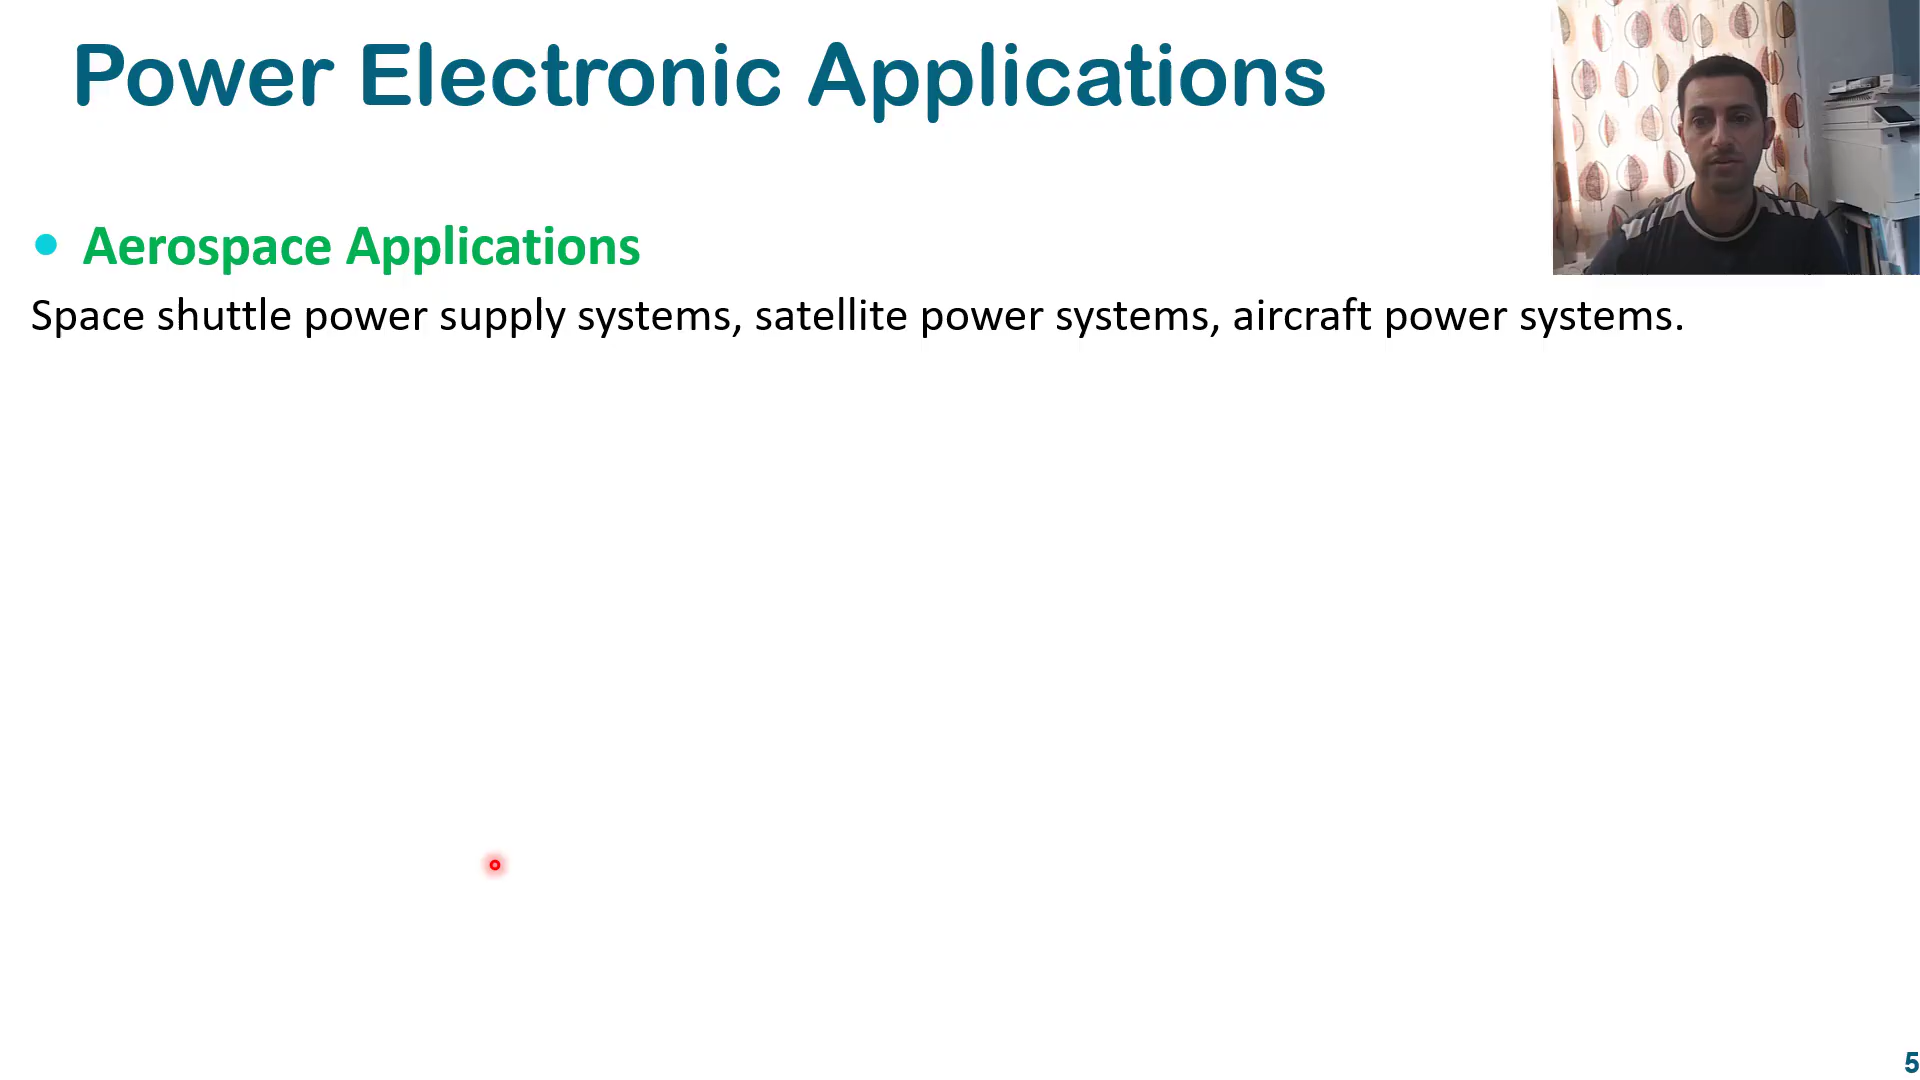 Power Electronic Applications
Aerospace Applications
Space shuttle power supply systems, satellite power systems, aircraft power systems.
5